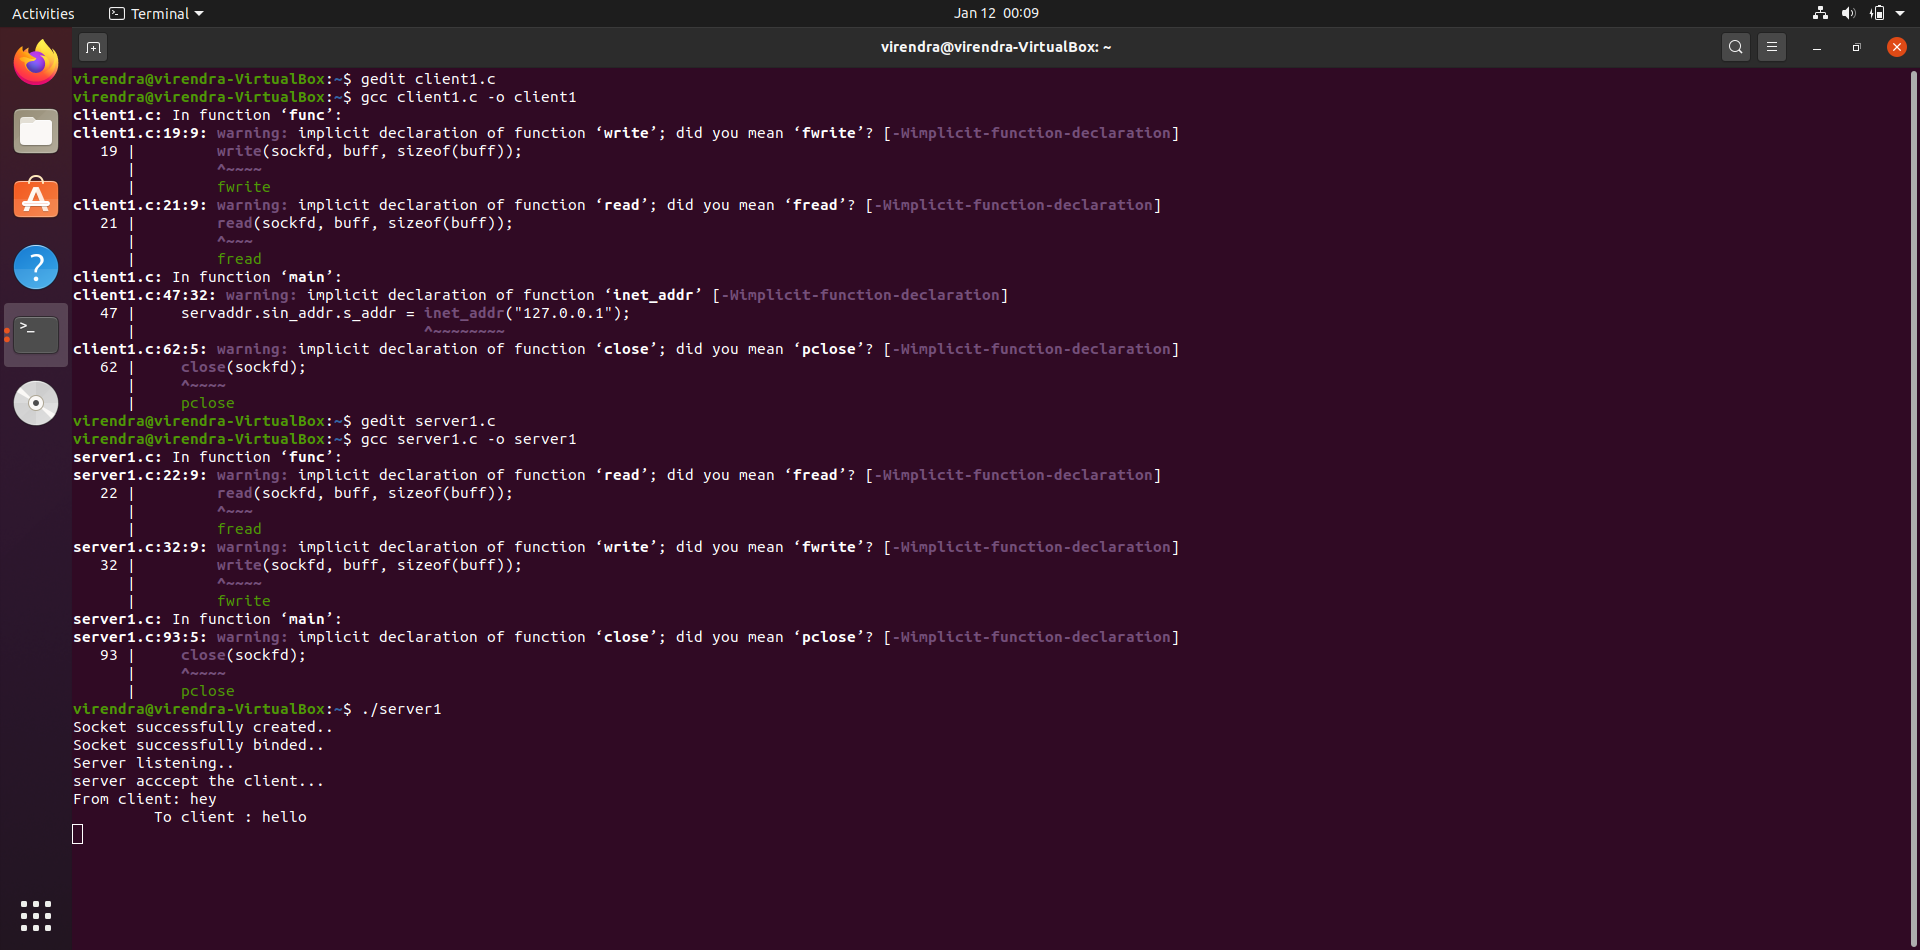 Activities Terminal Jan 12 00:09
virendra@virendra-VirtualBox: ~
virendra@virendra-VirtualBox:~$ gedit client1.c
virendra@virendra-VirtualBox:~$ gcc client1.c -o client1
client1.c: In function ‘func’:
client1.c:19:9: warning: implicit declaration of function ‘write’; did you mean ‘fwrite’? [-Wimplicit-function-declaration]
   19 |         write(sockfd, buff, sizeof(buff));
      |         ^~~~~
      |         fwrite
client1.c:21:9: warning: implicit declaration of function ‘read’; did you mean ‘fread’? [-Wimplicit-function-declaration]
   21 |         read(sockfd, buff, sizeof(buff));
      |         ^~~~
      |         fread
client1.c: In function ‘main’:
client1.c:47:32: warning: implicit declaration of function ‘inet_addr’ [-Wimplicit-function-declaration]
   47 |     servaddr.sin_addr.s_addr = inet_addr("127.0.0.1");
      |                                ^~~~~~~~~
client1.c:62:5: warning: implicit declaration of function ‘close’; did you mean ‘pclose’? [-Wimplicit-function-declaration]
   62 |     close(sockfd);
      |     ^~~~~
      |     pclose
virendra@virendra-VirtualBox:~$ gedit server1.c
virendra@virendra-VirtualBox:~$ gcc server1.c -o server1
server1.c: In function ‘func’:
server1.c:22:9: warning: implicit declaration of function ‘read’; did you mean ‘fread’? [-Wimplicit-function-declaration]
   22 |         read(sockfd, buff, sizeof(buff));
      |         ^~~~
      |         fread
server1.c:32:9: warning: implicit declaration of function ‘write’; did you mean ‘fwrite’? [-Wimplicit-function-declaration]
   32 |         write(sockfd, buff, sizeof(buff));
      |         ^~~~~
      |         fwrite
server1.c: In function ‘main’:
server1.c:93:5: warning: implicit declaration of function ‘close’; did you mean ‘pclose’? [-Wimplicit-function-declaration]
   93 |     close(sockfd);
      |     ^~~~~
      |     pclose
virendra@virendra-VirtualBox:~$ ./server1
Socket successfully created..
Socket successfully binded..
Server listening..
server acccept the client...
From client: hey
         To client : hello